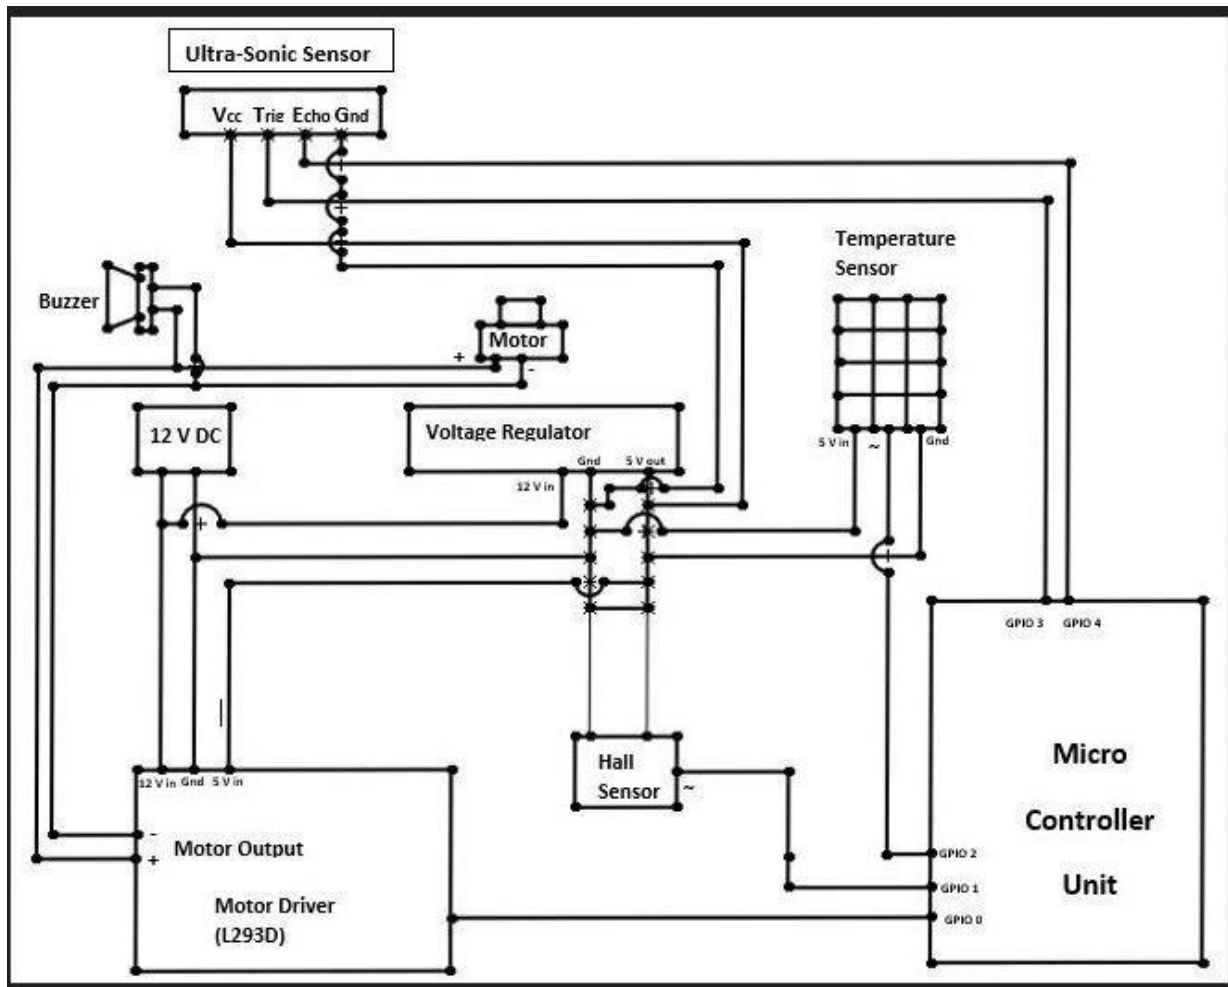 Ultra-Sonic Sensor
Vcc Trig Echo Gnd
Temperature
Sensor
Buzzer
Motor
+
-
12 V DC
Voltage Regulator
Gnd
5 V out
12 V in
5 V in
~
Gnd
GPIO 3
GPIO 4
Micro
Controller
Unit
Hall
Sensor
~
12 V in Gnd 5 V in
-
+
Motor Output
Motor Driver
(L293D)
GPIO 2
GPIO 1
GPIO 0